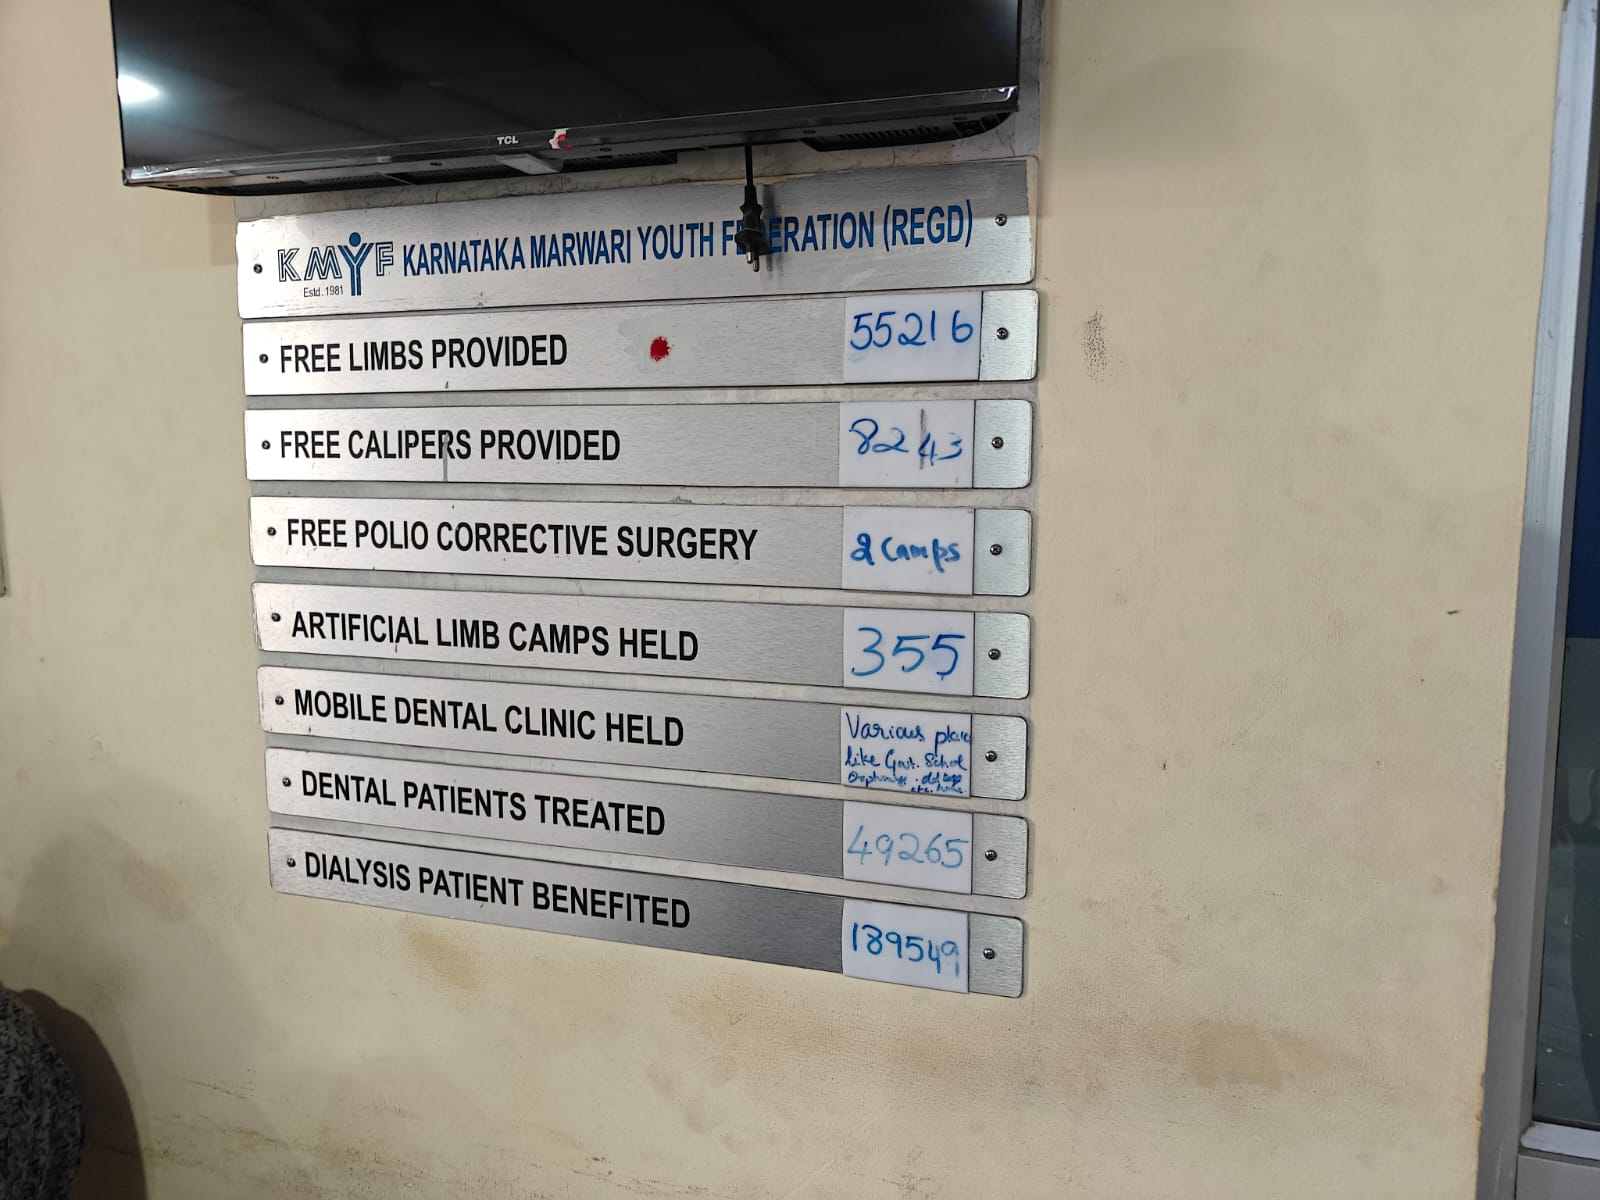 TCL
KMYF KARNATAKA MARWARI YOUTH FEDERATION (REGD)
Estd. 1981
FREE LIMBS PROVIDED 55216
FREE CALIPERS PROVIDED 8243
FREE POLIO CORRECTIVE SURGERY 2 Camps
ARTIFICIAL LIMB CAMPS HELD 355
MOBILE DENTAL CLINIC HELD Various
like Govt. School
etc.
DENTAL PATIENTS TREATED 49265
DIALYSIS PATIENT BENEFITED 189549